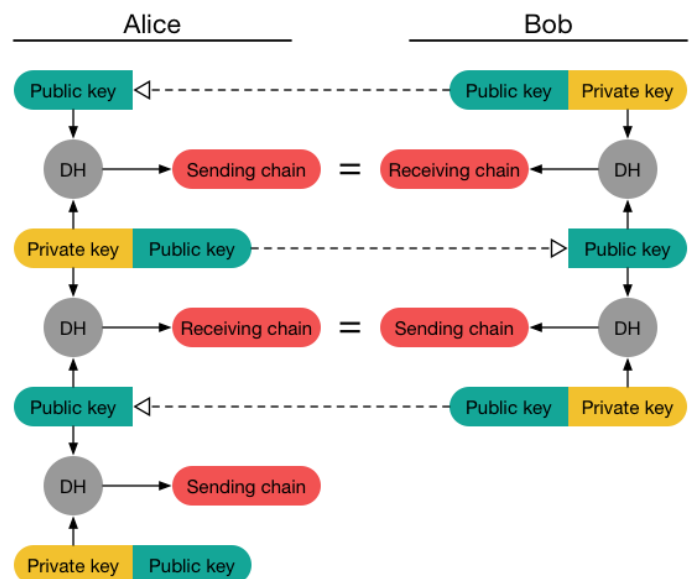 Alice Bob
Public key Public key Private key
DH Sending chain = Receiving chain DH
Private key Public key Public key
DH Receiving chain = Sending chain DH
Public key Public key Private key
DH Sending chain
Private key Public key